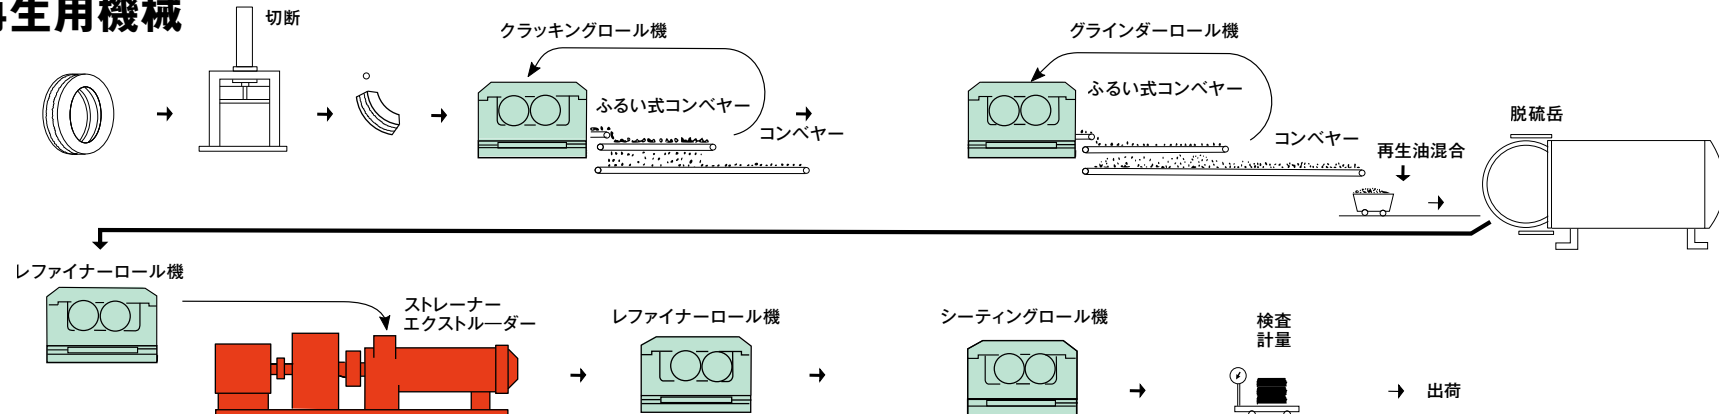 再生用機械
切断
クラッキングロール機
ふるい式コンベヤー
コンベヤー
グラインダーロール機
ふるい式コンベヤー
コンベヤー
再生油混合
脱硫岳
レファイナーロール機
ストレーナー
エクストルーダー
レファイナーロール機
シーティングロール機
検査
計量
出荷